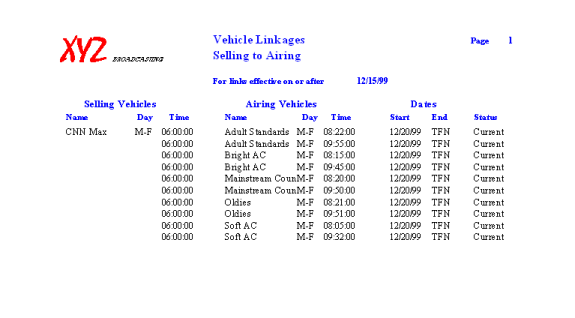 XYZ BROADCASTING
Vehicle Linkages
Selling to Airing
Page 1
For links effective on or after 12/15/99
Selling Vehicles Airing Vehicles Dates
Name Day Time Name Day Time Start End Status
CNN Max M-F 06:00:00 Adult Standards M-F 08:22:00 12/20/99 TFN Current
06:00:00 Adult Standards M-F 09:55:00 12/20/99 TFN Current
06:00:00 Bright AC M-F 08:15:00 12/20/99 TFN Current
06:00:00 Bright AC M-F 09:45:00 12/20/99 TFN Current
06:00:00 Mainstream Coun M-F 08:20:00 12/20/99 TFN Current
06:00:00 Mainstream Coun M-F 09:50:00 12/20/99 TFN Current
06:00:00 Oldies M-F 08:21:00 12/20/99 TFN Current
06:00:00 Oldies M-F 09:51:00 12/20/99 TFN Current
06:00:00 Soft AC M-F 08:05:00 12/20/99 TFN Current
06:00:00 Soft AC M-F 09:32:00 12/20/99 TFN Current